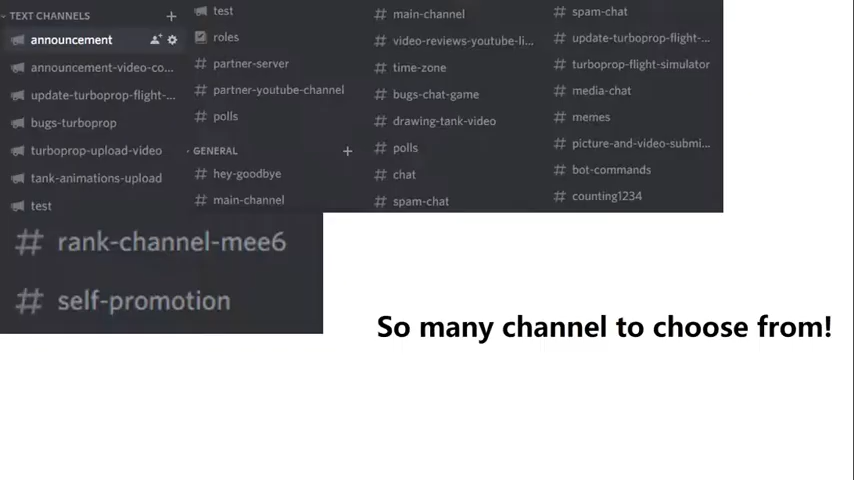 TEXT CHANNELS
announcement
announcement-video-co...
update-turboprop-flight-...
bugs-turboprop
turboprop-upload-video
tank-animations-upload
test
test
roles
partner-server
partner-youtube-channel
polls
GENERAL
hey-goodbye
main-channel
main-channel
video-reviews-youtube-li...
time-zone
bugs-chat-game
drawing-tank-video
polls
chat
spam-chat
spam-chat
update-turboprop-flight-...
turboprop-flight-simulator
media-chat
memes
picture-and-video-submi...
bot-commands
counting1234
rank-channel-mee6
self-promotion
So many channel to choose from!